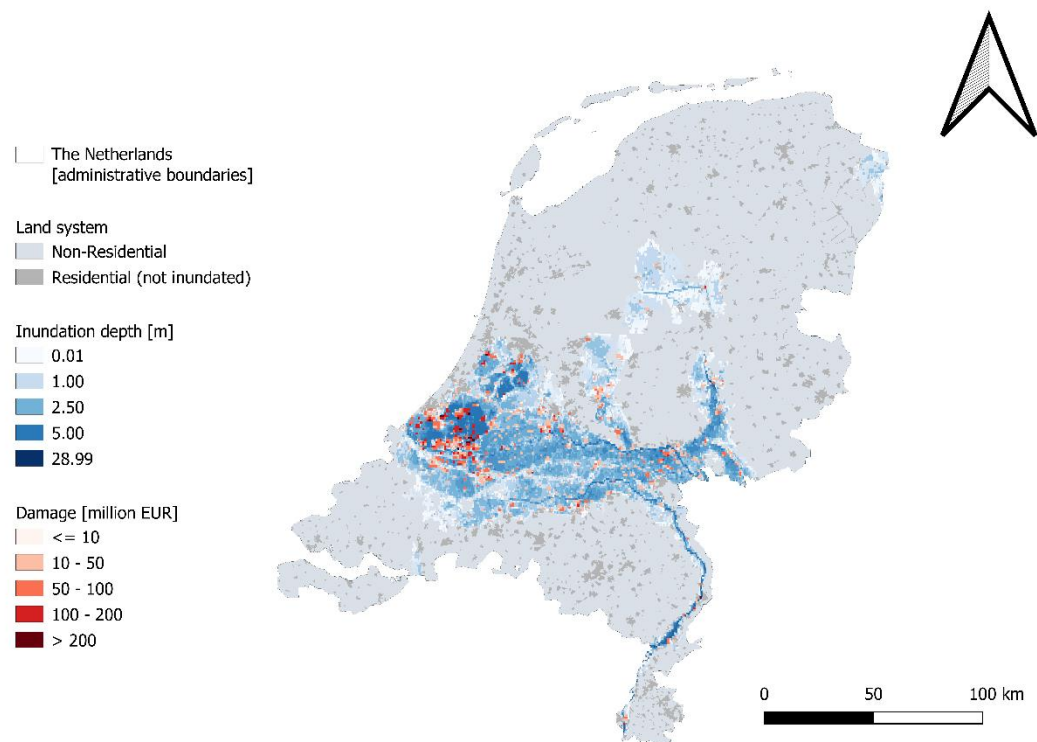 The Netherlands
[administrative boundaries]
Land system
Non-Residential
Residential (not inundated)
Inundation depth [m]
0.01
1.00
2.50
5.00
28.99
Damage [million EUR]
<= 10
10 - 50
50 - 100
100 - 200
> 200
0 50 100 km